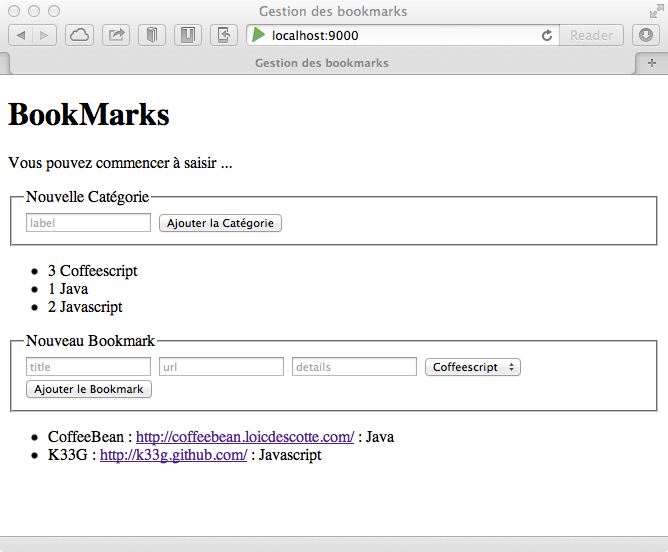 Gestion des bookmarks
localhost:9000
Reader
Gestion des bookmarks
BookMarks
Vous pouvez commencer à saisir ...
Nouvelle Catégorie
label Ajouter la Catégorie
3 Coffeescript
1 Java
2 Javascript
Nouveau Bookmark
title url details Coffeescript
Ajouter le Bookmark
CoffeeBean : http://coffeebean.loicdescotte.com/ : Java
K33G : http://k33g.github.com/ : Javascript